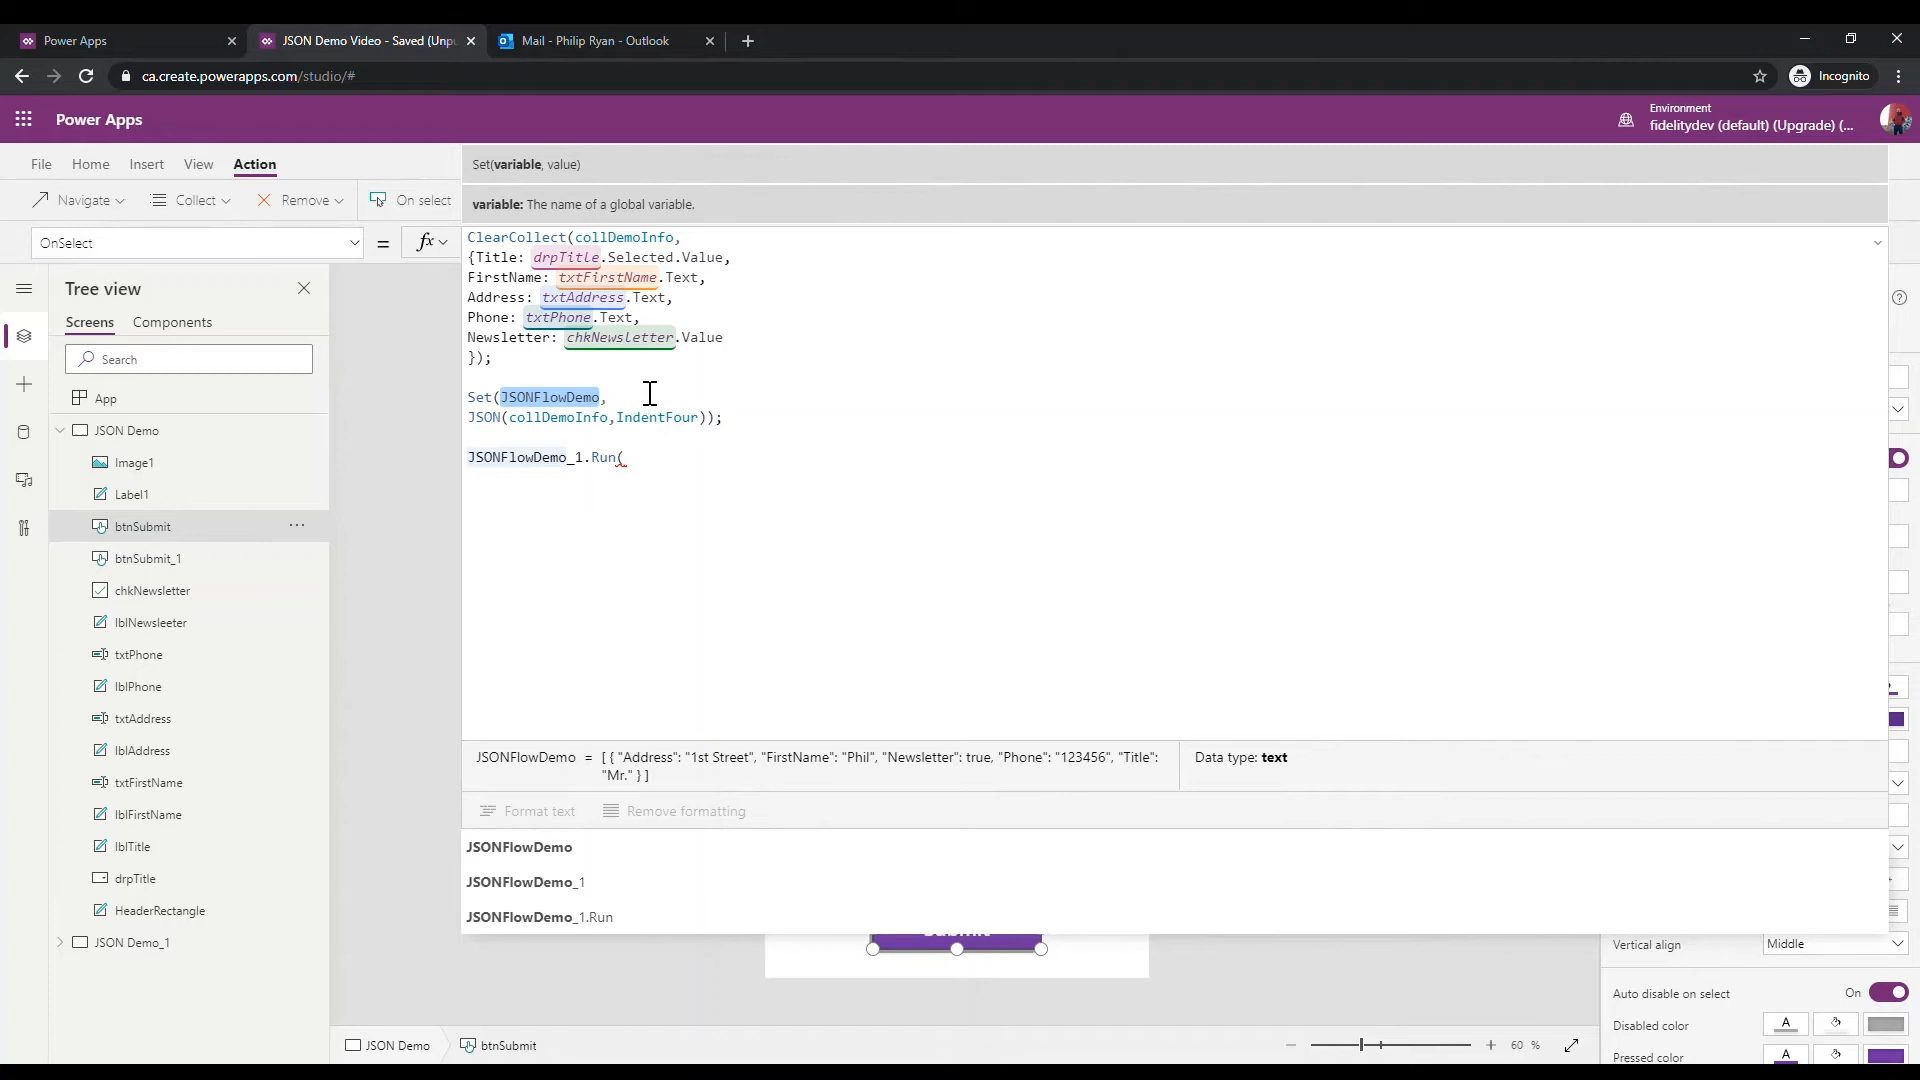 Power Apps
JSON Demo Video - Saved (Unpu
Mail - Philip Ryan - Outlook
ca.create.powerapps.com/studio/#
Incognito
Power Apps
Environment
fidelitydev (default) (Upgrade) (...
File
Home
Insert
View
Action
Set(variable, value)
Navigate
Collect
Remove
On select
variable: The name of a global variable.
OnSelect
=
fx
ClearCollect(collDemoInfo,
{Title: drpTitle.Selected.Value,
FirstName: txtFirstName.Text,
Address: txtAddress.Text,
Phone: txtPhone.Text,
Newsletter: chkNewsletter.Value
});
Set(JSONFlowDemo,
JSON(collDemoInfo,IndentFour));
JSONFlowDemo_1.Run(
Tree view
Screens
Components
Search
App
JSON Demo
Image1
Label1
btnSubmit
...
btnSubmit_1
chkNewsletter
lblNewsleeter
txtPhone
lblPhone
txtAddress
lblAddress
txtFirstName
lblFirstName
lblTitle
drpTitle
HeaderRectangle
JSON Demo_1
JSONFlowDemo = [ { "Address": "1st Street", "FirstName": "Phil", "Newsletter": true, "Phone": "123456", "Title":
"Mr." } ]
Data type: text
Format text
Remove formatting
JSONFlowDemo
JSONFlowDemo_1
JSONFlowDemo_1.Run
Vertical align
Middle
Auto disable on select
On
Disabled color
A
Pressed color
A
JSON Demo
btnSubmit
60 %